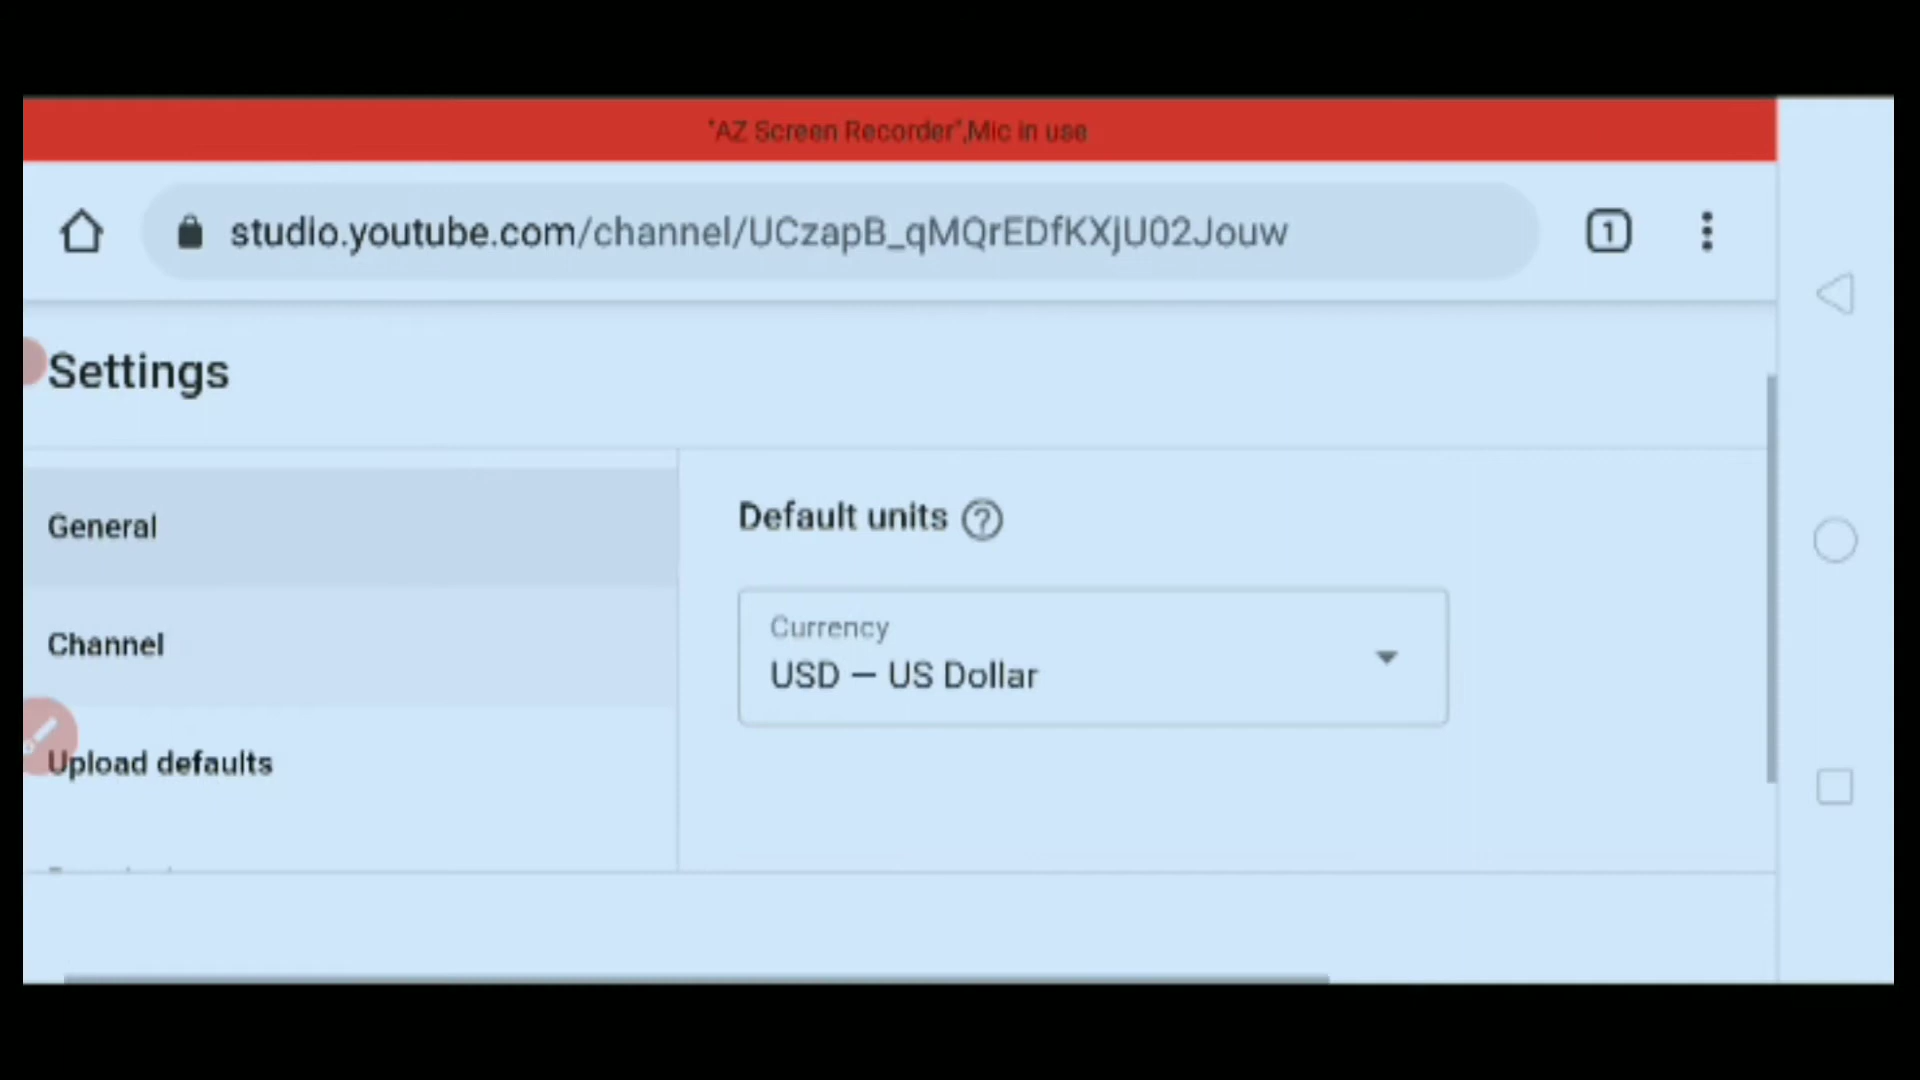 "AZ Screen Recorder",Mic in use
studio.youtube.com/channel/UCzapB_qMQrEDfKXjU02Jouw
1
Settings
General
Default units ?
Channel
Currency
USD — US Dollar
Upload defaults